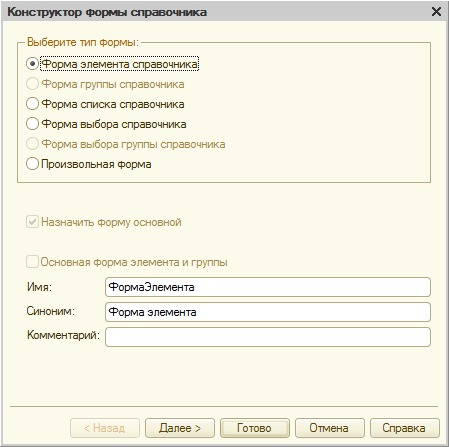 Конструктор формы справочника
Выберите тип формы:
Форма элемента справочника
Форма группы справочника
Форма списка справочника
Форма выбора справочника
Форма выбора группы справочника
Произвольная форма
Назначить форму основной
Основная форма элемента и группы
Имя: ФормаЭлемента
Синоним: Форма элемента
Комментарий:
< Назад Далее > Готово Отмена Справка